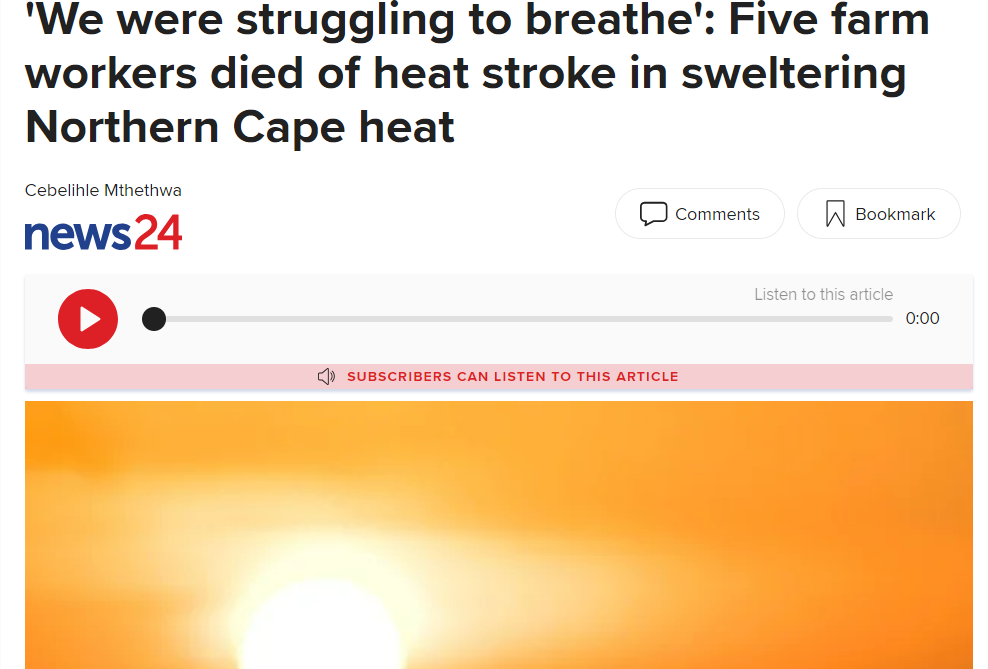 'We were struggling to breathe': Five farm
workers died of heat stroke in sweltering
Northern Cape heat
Cebelihle Mthethwa
news24
Comments
Bookmark
Listen to this article
0:00
SUBSCRIBERS CAN LISTEN TO THIS ARTICLE